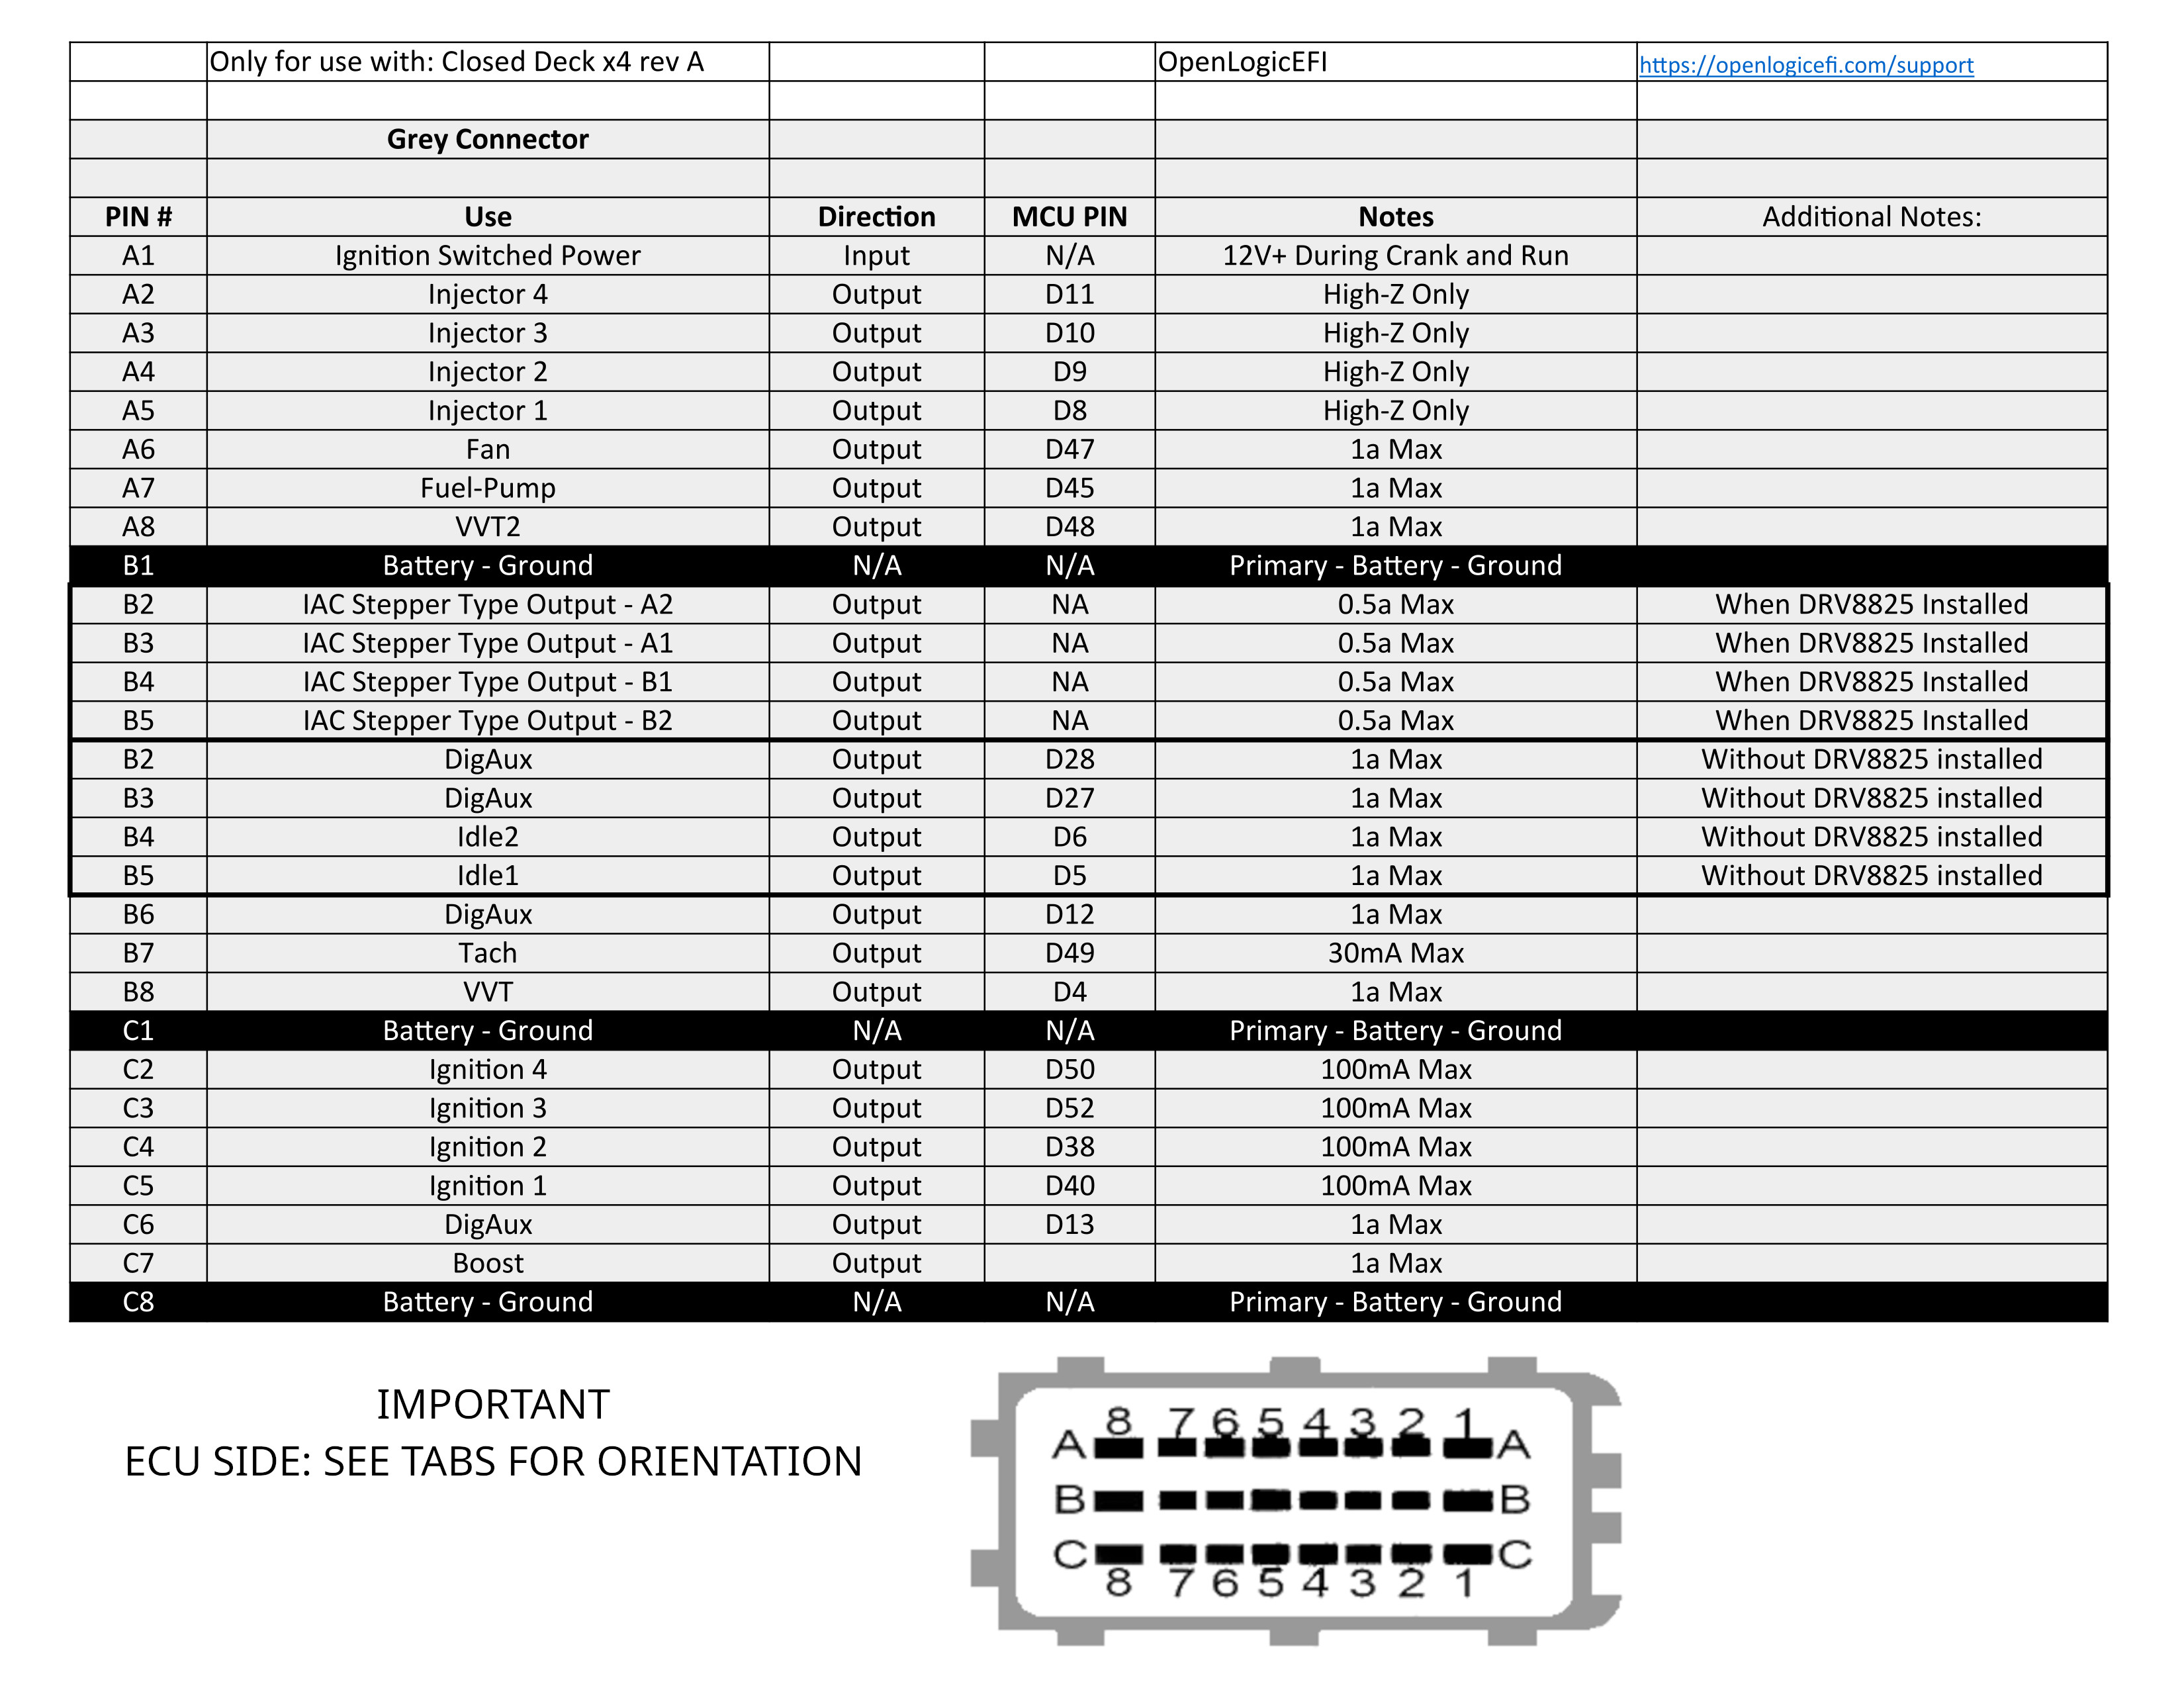 Only for use with: Closed Deck x4 rev A OpenLogicEFI https://openlogicefi.com/support
Grey Connector
PIN # Use Direction MCU PIN Notes Additional Notes:
A1 Ignition Switched Power Input N/A 12V+ During Crank and Run
A2 Injector 4 Output D11 High-Z Only
A3 Injector 3 Output D10 High-Z Only
A4 Injector 2 Output D9 High-Z Only
A5 Injector 1 Output D8 High-Z Only
A6 Fan Output D47 1a Max
A7 Fuel-Pump Output D45 1a Max
A8 VVT2 Output D48 1a Max
B1 Battery - Ground N/A N/A Primary - Battery - Ground
B2 IAC Stepper Type Output - A2 Output NA 0.5a Max When DRV8825 Installed
B3 IAC Stepper Type Output - A1 Output NA 0.5a Max When DRV8825 Installed
B4 IAC Stepper Type Output - B1 Output NA 0.5a Max When DRV8825 Installed
B5 IAC Stepper Type Output - B2 Output NA 0.5a Max When DRV8825 Installed
B2 DigAux Output D28 1a Max Without DRV8825 installed
B3 DigAux Output D27 1a Max Without DRV8825 installed
B4 Idle2 Output D6 1a Max Without DRV8825 installed
B5 Idle1 Output D5 1a Max Without DRV8825 installed
B6 DigAux Output D12 1a Max
B7 Tach Output D49 30mA Max
B8 VVT Output D4 1a Max
C1 Battery - Ground N/A N/A Primary - Battery - Ground
C2 Ignition 4 Output D50 100mA Max
C3 Ignition 3 Output D52 100mA Max
C4 Ignition 2 Output D38 100mA Max
C5 Ignition 1 Output D40 100mA Max
C6 DigAux Output D13 1a Max
C7 Boost Output 1a Max
C8 Battery - Ground N/A N/A Primary - Battery - Ground
IMPORTANT
ECU SIDE: SEE TABS FOR ORIENTATION
8 7 6 5 4 3 2 1
A A
B B
C C
8 7 6 5 4 3 2 1